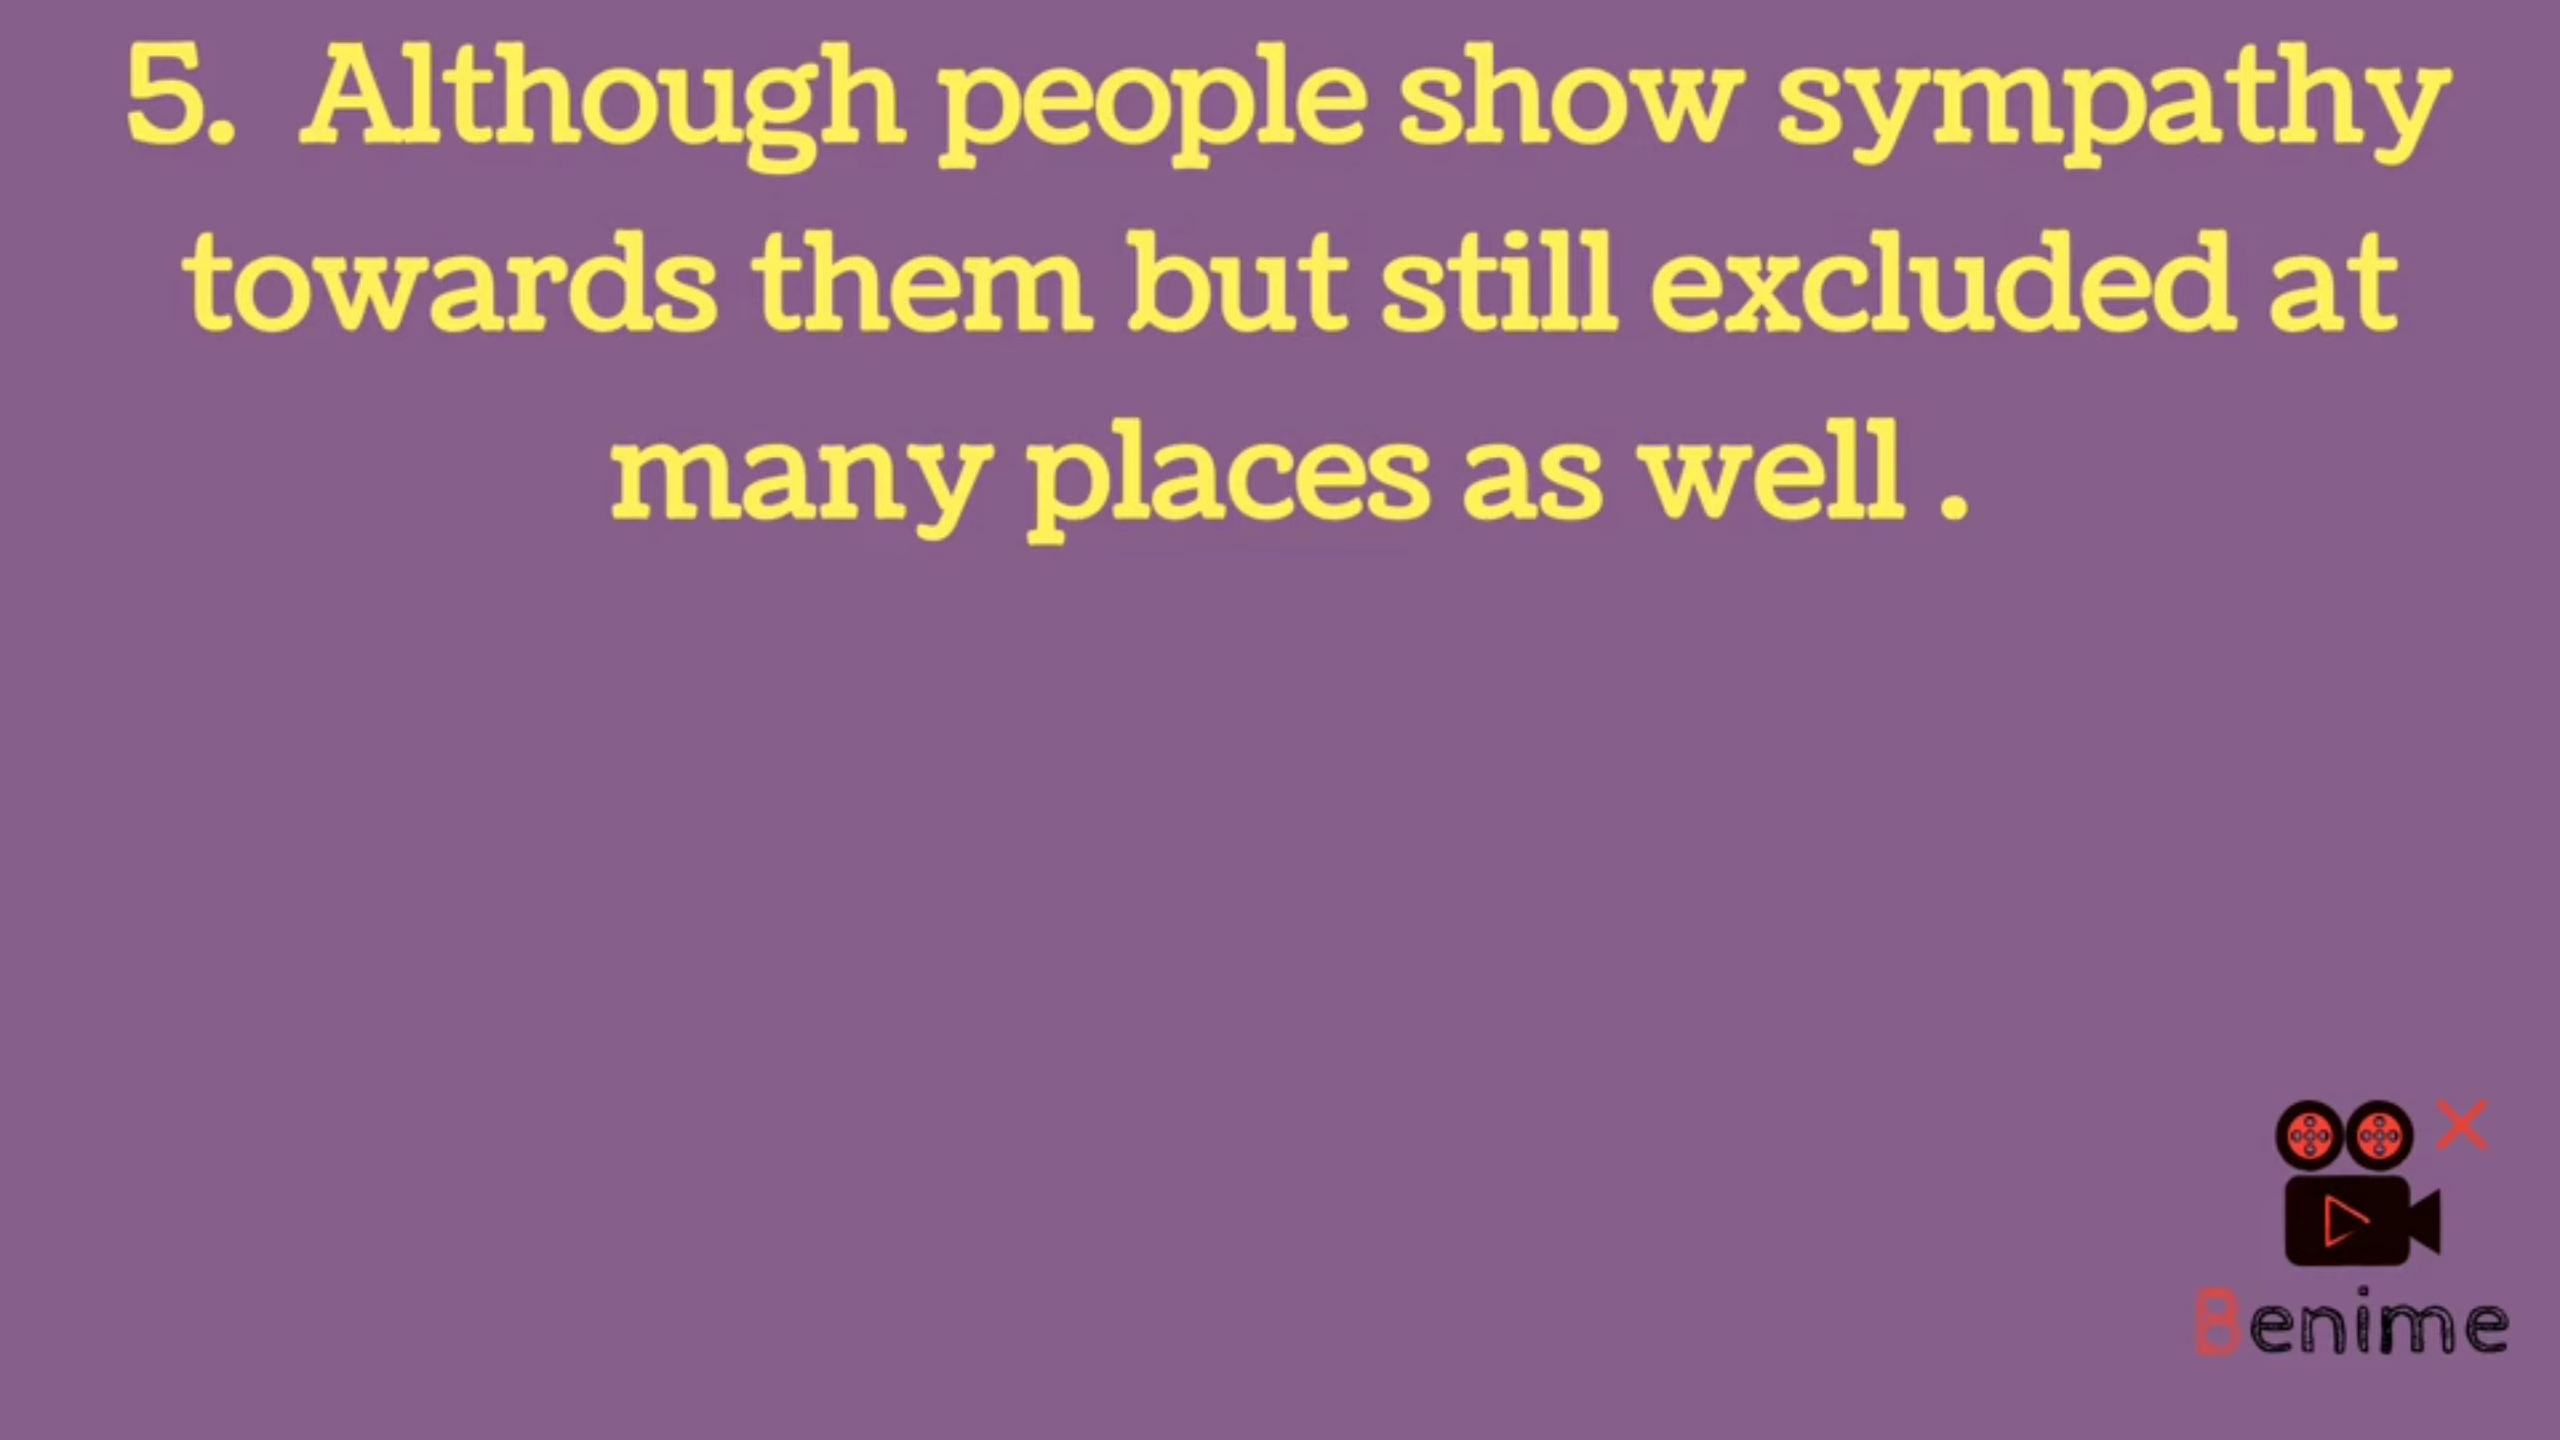 5. Although people show sympathy
towards them but still excluded at
many places as well .
Benime